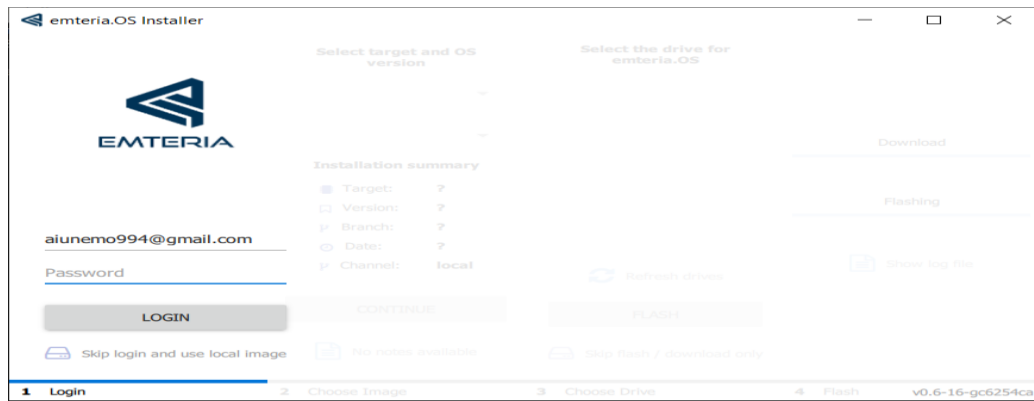 emteria.OS Installer
EMTERIA
aiunemo994@gmail.com
Password
LOGIN
Skip login and use local image
Select target and OS
version
Installation summary
Target: ?
Version: ?
Branch: ?
Date: ?
Channel: local
CONTINUE
No notes available
Select the drive for
emteria.OS
Refresh drives
FLASH
Skip flash / download only
Download
Flashing
Show log file
1 Login
2 Choose Image
3 Choose Drive
4 Flash
v0.6-16-gc6254ca